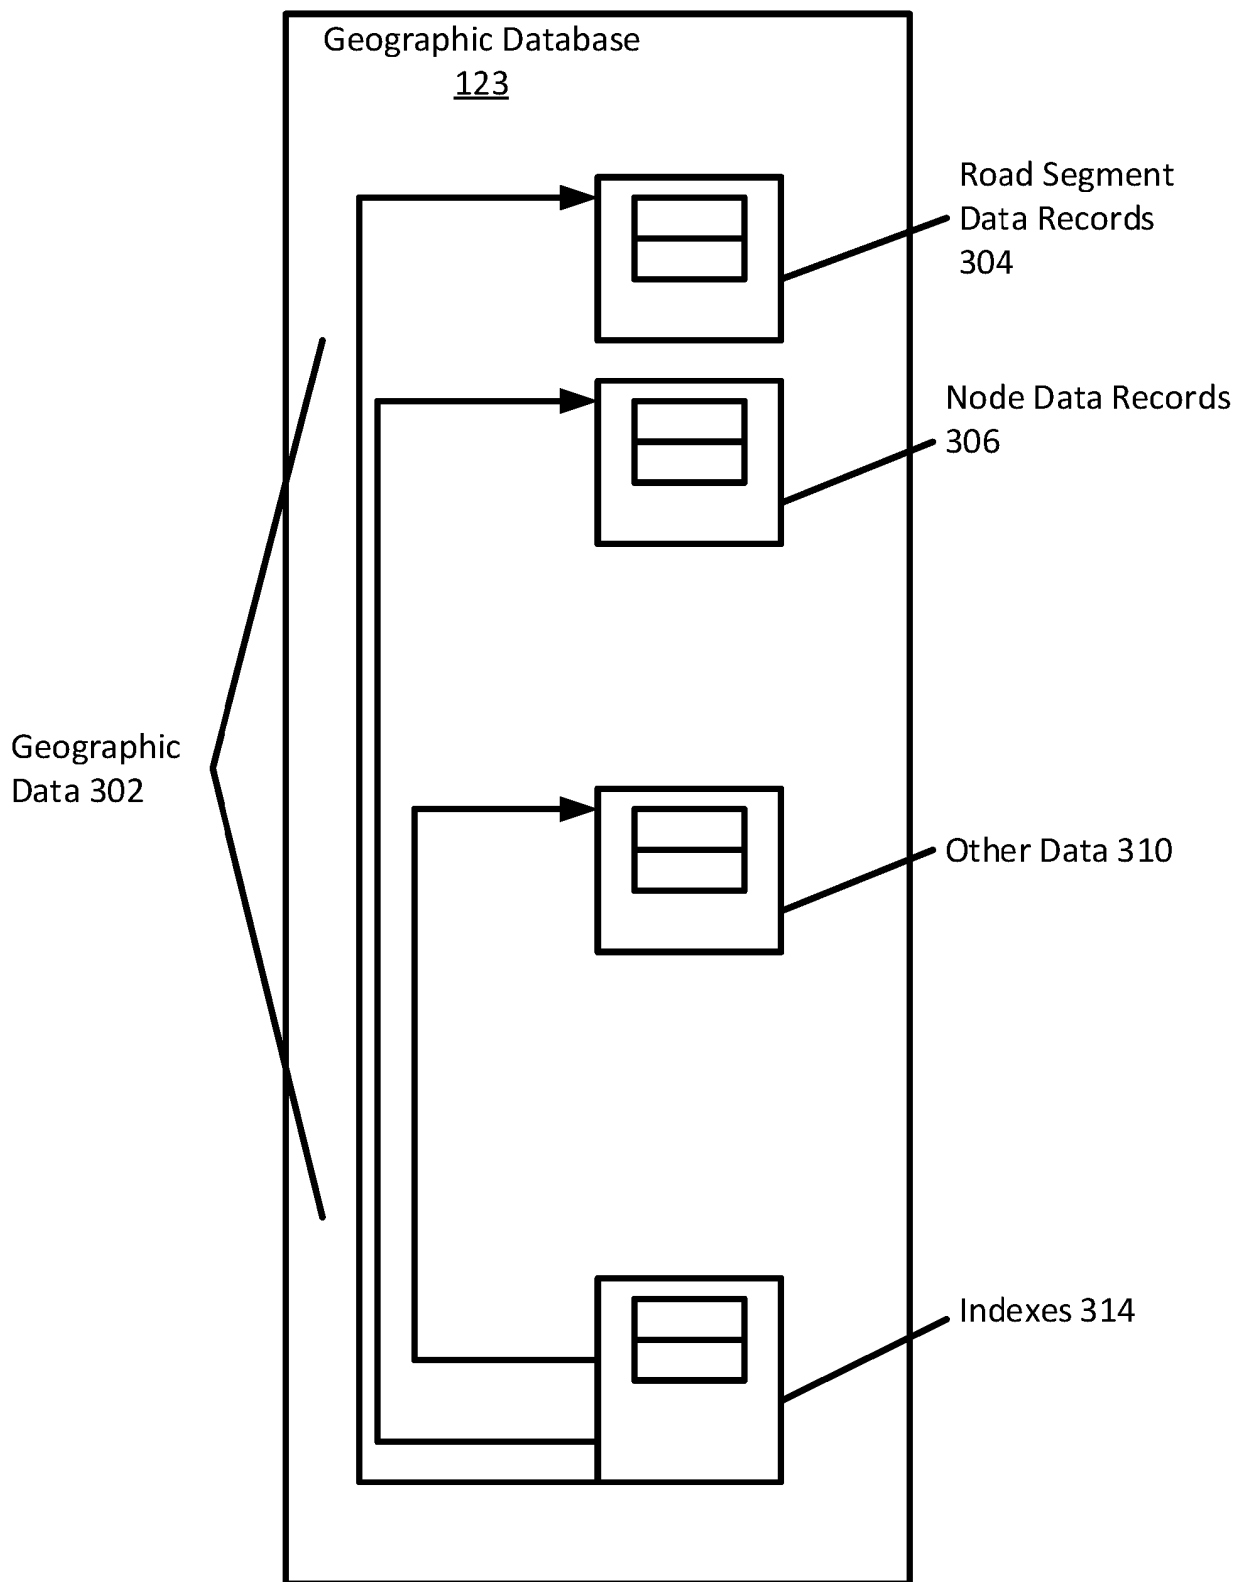 Geographic Database
123
Road Segment
Data Records
304
Node Data Records
306
Geographic
Data 302
Other Data 310
Indexes 314